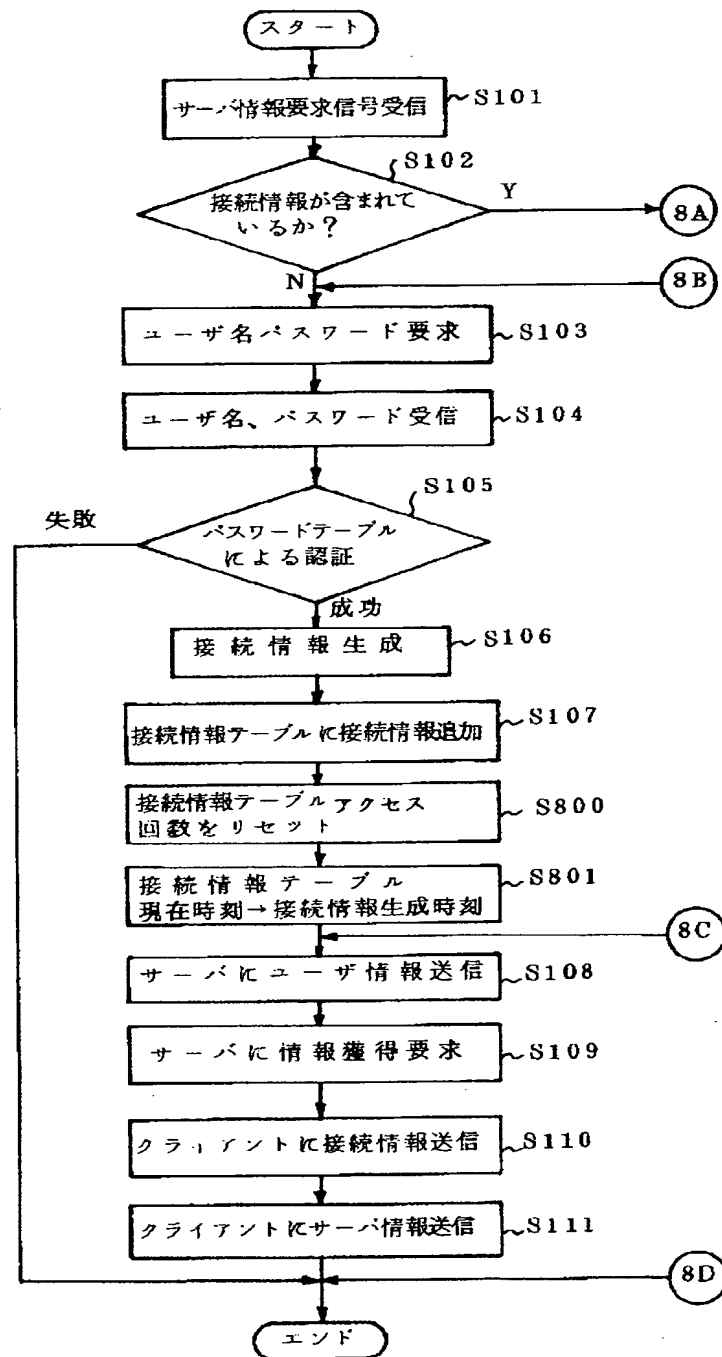 スタート
サーバ情報要求信号受信
S101
S102
接続情報が含まれて
いるか?
Y
8A
N
8B
ユーザ名パスワード要求
S103
ユーザ名、パスワード受信
S104
S105
失敗
パスワードテーブル
による認証
成功
接続情報生成
S106
接続情報テーブルに接続情報追加
S107
接続情報テーブルアクセス
回数をリセット
S800
接続情報テーブル
現在時刻→接続情報生成時刻
S801
8C
サーバにユーザ情報送信
S108
サーバに情報獲得要求
S109
クライアントに接続情報送信
S110
クライアントにサーバ情報送信
S111
8D
エンド